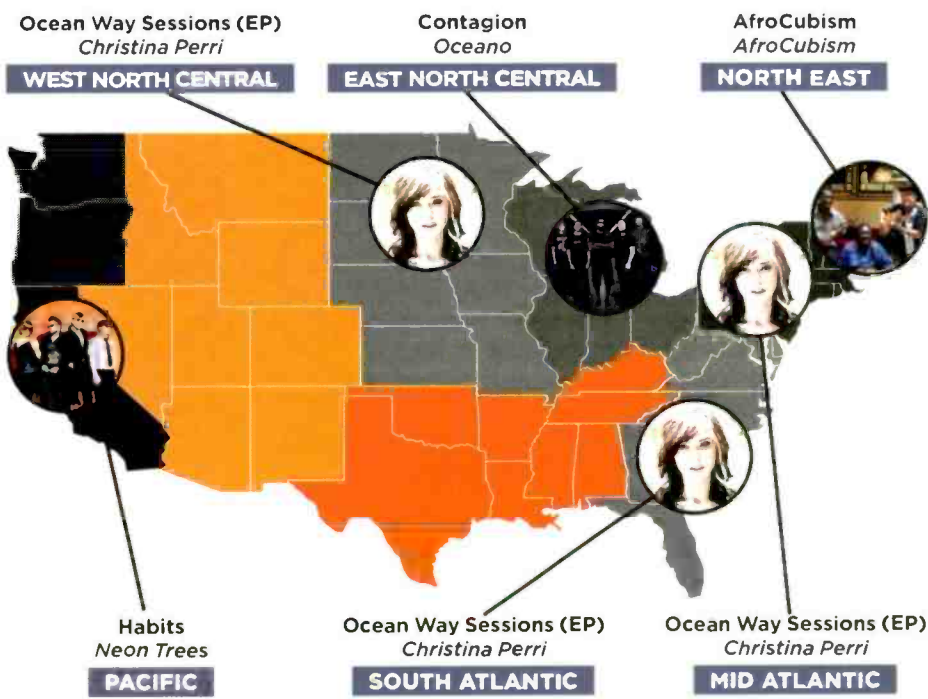 Ocean Way Sessions (EP)
Christina Perri
WEST NORTH CENTRAL
Contagion
Oceano
EAST NORTH CENTRAL
AfroCubism
AfroCubism
NORTH EAST
Habits
Neon Trees
PACIFIC
Ocean Way Sessions (EP)
Christina Perri
SOUTH ATLANTIC
Ocean Way Sessions (EP)
Christina Perri
MID ATLANTIC